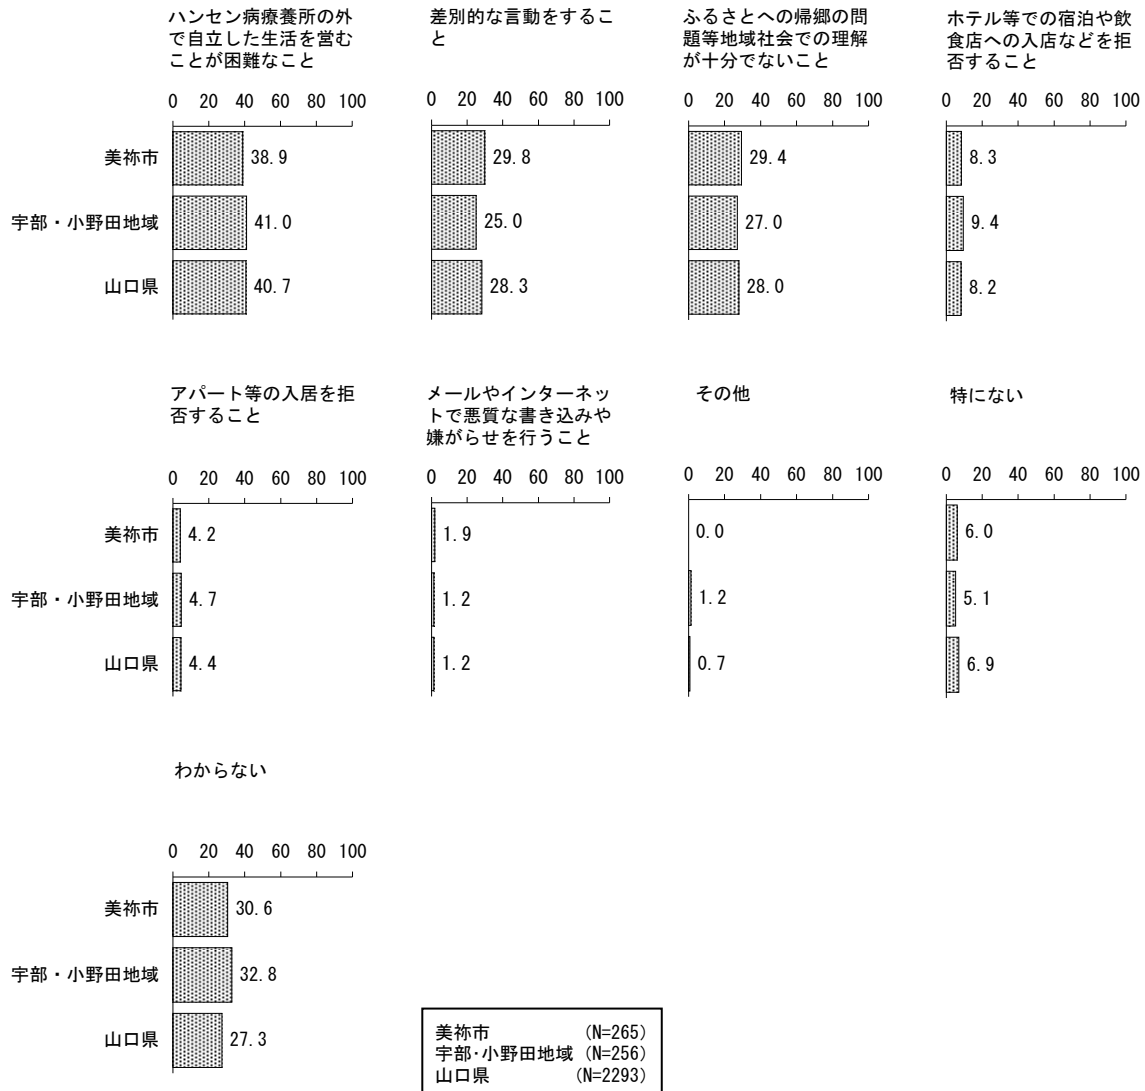 ハンセン病療養所の外
で自立した生活を営む
ことが困難なこと
0 20 40 60 80 100
美祢市 38.9
宇部・小野田地域 41.0
山口県 40.7
差別的な言動をするこ
と
0 20 40 60 80 100
29.8
25.0
28.3
ふるさとへの帰郷の問
題等地域社会での理解
が十分でないこと
0 20 40 60 80 100
29.4
27.0
28.0
ホテル等での宿泊や飲
食店への入店などを拒
否すること
0 20 40 60 80 100
8.3
9.4
8.2
アパート等の入居を拒
否すること
0 20 40 60 80 100
美祢市 4.2
宇部・小野田地域 4.7
山口県 4.4
メールやインターネッ
トで悪質な書き込みや
嫌がらせを行うこと
0 20 40 60 80 100
1.9
1.2
1.2
その他
0 20 40 60 80 100
0.0
1.2
0.7
特にない
0 20 40 60 80 100
6.0
5.1
6.9
わからない
0 20 40 60 80 100
美祢市 30.6
宇部・小野田地域 32.8
山口県 27.3
美祢市 (N=265)
宇部・小野田地域 (N=256)
山口県 (N=2293)